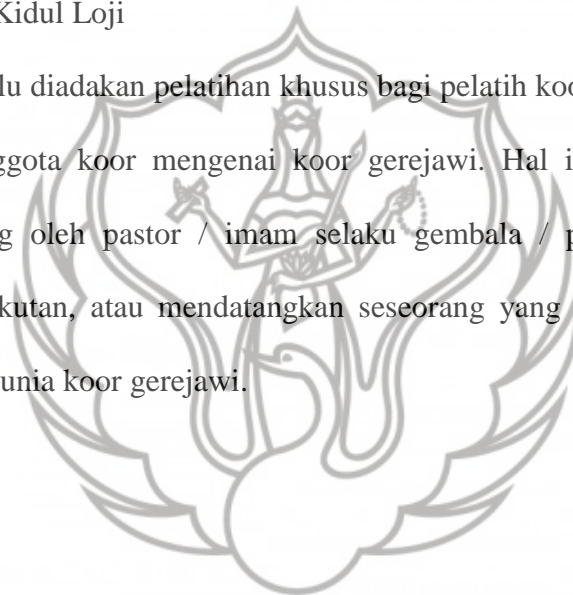 Kidul Loji
lu diadakan pelatihan khusus bagi pelatih koo
ggota koor mengenai koor gerejawi. Hal i
g oleh pastor / imam selaku gembala / p
kutan, atau mendatangkan seseorang yang
unia koor gerejawi.